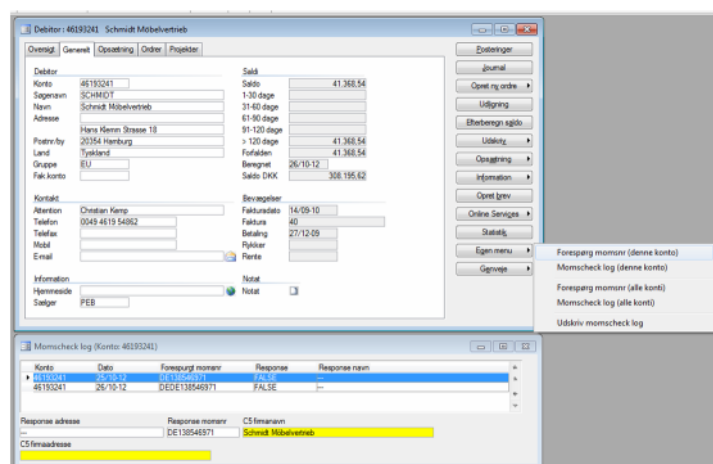 Debitor : 46193241 Schmidt Möbelvertrieb
Oversigt Generelt Opsætning Ordrer Projekter
Debitor
Konto 46193241
Søgenavn SCHMIDT
Navn Schmidt Möbelvertrieb
Adresse
Hans Klemm Strasse 18
Postnr/by 20354 Hamburg
Land Tyskland
Gruppe EU
Fak.konto
Saldi
Saldo 41.368,54
1-30 dage
31-60 dage
61-90 dage
91-120 dage
> 120 dage 41.368,54
Forfalden 41.368,54
Beregnet 26/10-12
Saldo DKK 308.195,62
Kontakt
Attention Christian Kemp
Telefon 0049 4619 54862
Telefax
Mobil
E-mail
Bevægelser
Fakturadato 14/09-10
Faktura 40
Betaling 27/12-09
Rykker
Rente
Information
Hjemmeside
Sælger PEB
Notat
Notat
Posteringer
Journal
Opret ny ordre
Udligning
Efterberegn saldo
Udskriv
Opsætning
Information
Opret brev
Online Services
Statistik
Egen menu
Genveje
Forespørg momsnr (denne konto)
Momscheck log (denne konto)
Forespørg momsnr (alle konti)
Momscheck log (alle konti)
Udskriv momscheck log
Momscheck log (Konto: 46193241)
Konto Dato Forespurgt momsnr Response Response navn
46193241 25/10-12 DE138546971 FALSE ---
46193241 26/10-12 DEDE138546971 FALSE ---
Response adresse Response momsnr C5 firmanavn
--- DE138546971 Schmidt Möbelvertrieb
C5 firmaadresse